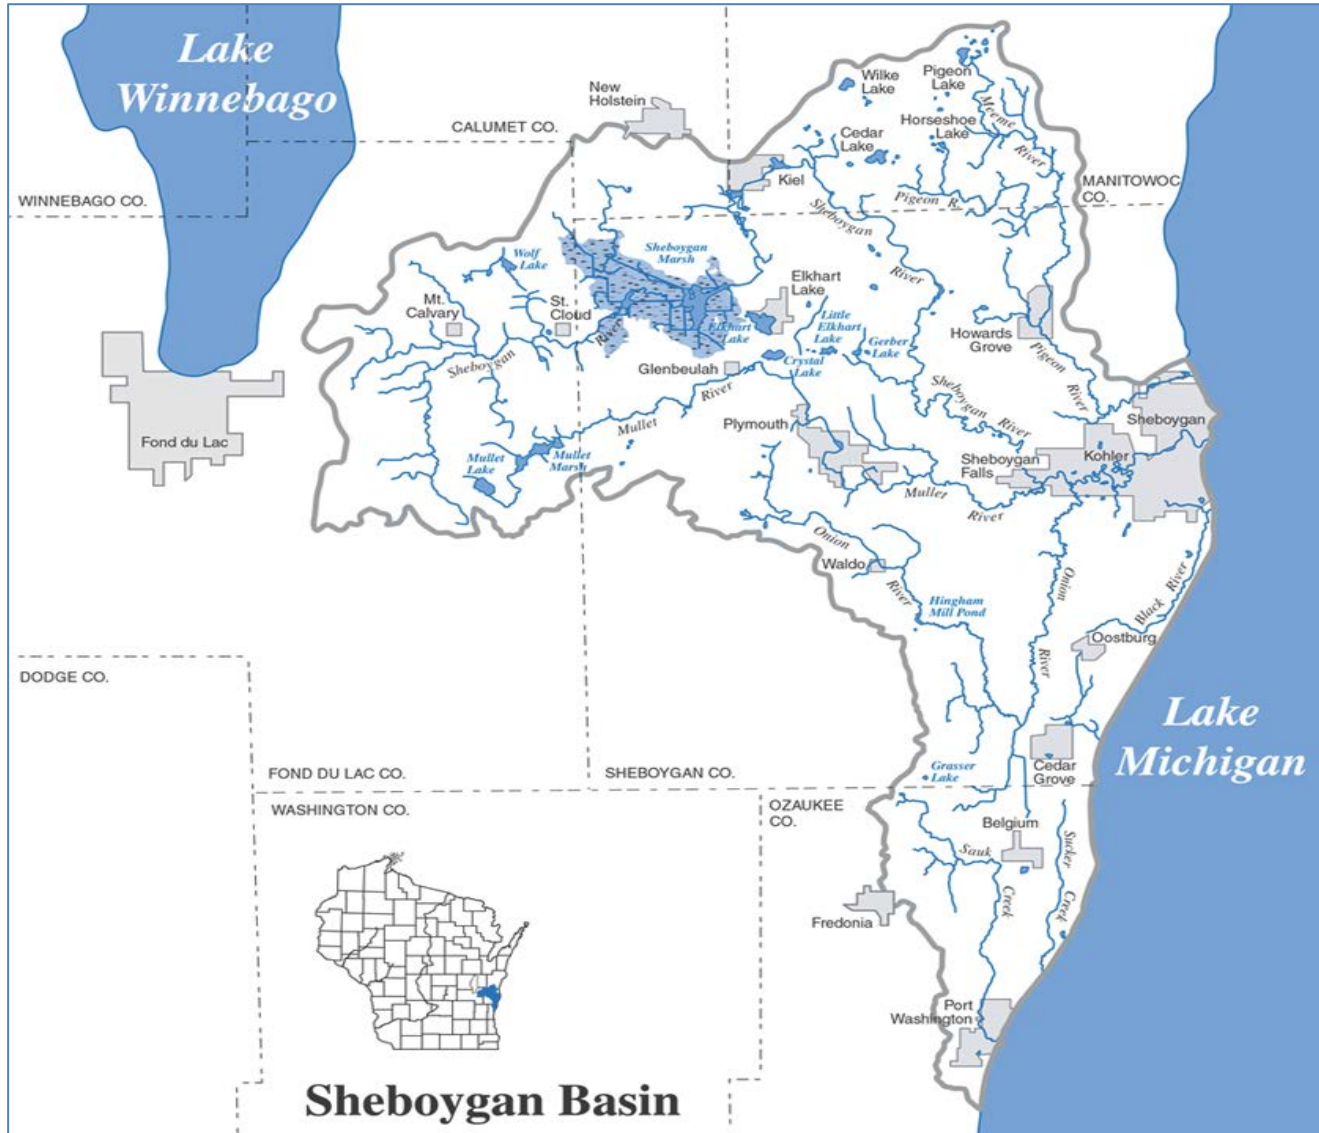 Lake
Winnebago
New
Holstein
CALUMET CO.
WINNEBAGO CO.
Wilke
Lake
Pigeon
Lake
Meeme
River
Horseshoe
Lake
Cedar
Lake
Kiel
MANITOWOC
CO.
Pigeon R.
Sheboygan
River
Sheboygan
Marsh
Wolf
Lake
Mt.
Calvary
St.
Cloud
River
Sheboygan
Elkhart
Lake
Elkhart
Lake
Little
Elkhart
Lake
Gerber
Lake
Crystal
Lake
Glenbeulah
Howards
Grove
Pigeon
River
Sheboygan
River
Sheboygan
Kohler
Sheboygan
Falls
Plymouth
Mullet
River
Mullet
River
Mullet
Lake
Mullet
Marsh
Fond du Lac
Onion
River
Waldo
Hingham
Mill Pond
Onion
River
Black
River
Oostburg
DODGE CO.
Lake
Michigan
FOND DU LAC CO.
SHEBOYGAN CO.
Grasser
Lake
Cedar
Grove
WASHINGTON CO.
OZAUKEE
CO.
Belgium
Sauk
Creek
Sucker
Creek
Fredonia
Port
Washington
Sheboygan Basin